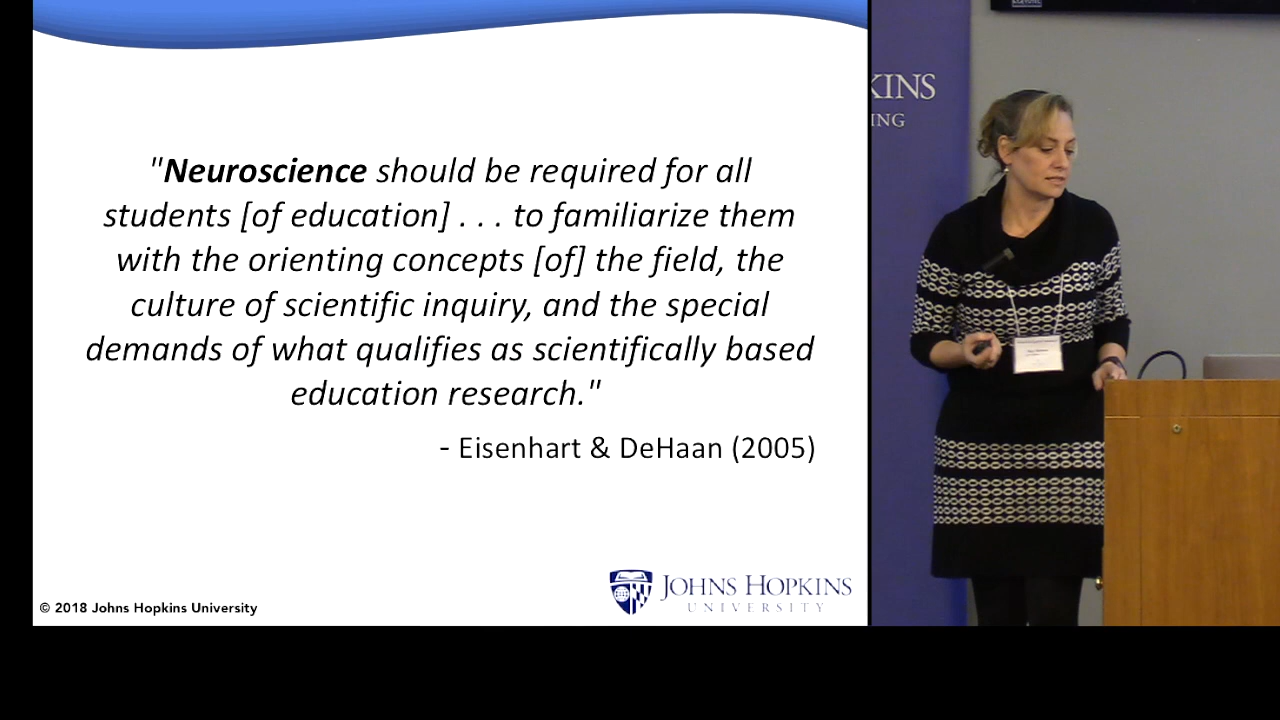 "Neuroscience should be required for all
students [of education] . . . to familiarize them
with the orienting concepts [of] the field, the
culture of scientific inquiry, and the special
demands of what qualifies as scientifically based
education research."
- Eisenhart & DeHaan (2005)
© 2018 Johns Hopkins University
JOHNS HOPKINS
UNIVERSITY
KINS
ING